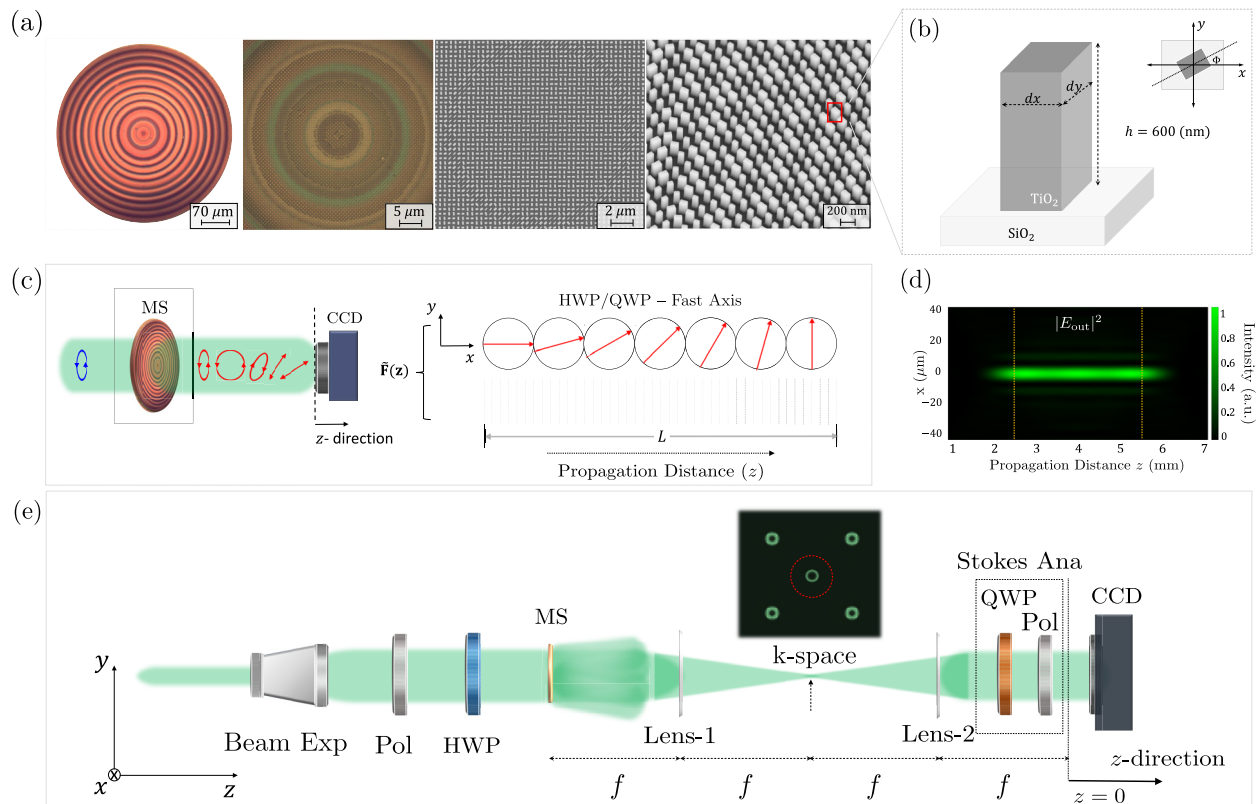 (a)
70 μm
5 μm
2 μm
200 nm
(b)
y
x
Φ
dx
dy
h = 600 (nm)
TiO₂
SiO₂
(c)
MS
CCD
z- direction
HWP/QWP – Fast Axis
y
x
F̃(z)
L
Propagation Distance (z)
(d)
|E_out|²
40
20
0
−20
−40
x (μm)
1 2 3 4 5 6 7
Propagation Distance z (mm)
1
0.8
0.6
0.4
0.2
0
Intensity (a.u.)
(e)
y
x
z
Beam Exp
Pol
HWP
MS
Lens-1
k-space
Lens-2
Stokes Ana
QWP
Pol
CCD
f
f
f
f
z-direction
z = 0